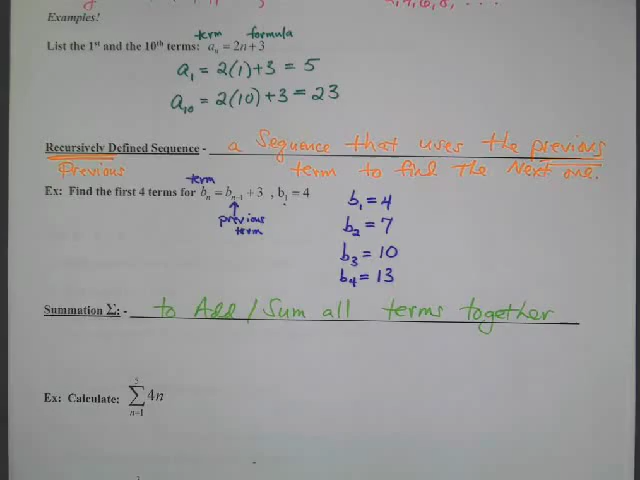 Examples!
term formula
List the 1st and the 10th terms: aₙ = 2n + 3
a₁ = 2(1)+3 = 5
a₁₀ = 2(10)+3 = 23
Recursively Defined Sequence - a Sequence that uses the previous
Previous term to find the Next one.
term
Ex: Find the first 4 terms for bₙ = bₙ₋₁ + 3 , b₁ = 4
previous
term
b₁ = 4
b₂ = 7
b₃ = 10
b₄ = 13
Summation Σ: - to Add / Sum all terms together
5
Ex: Calculate: Σ 4n
n=1